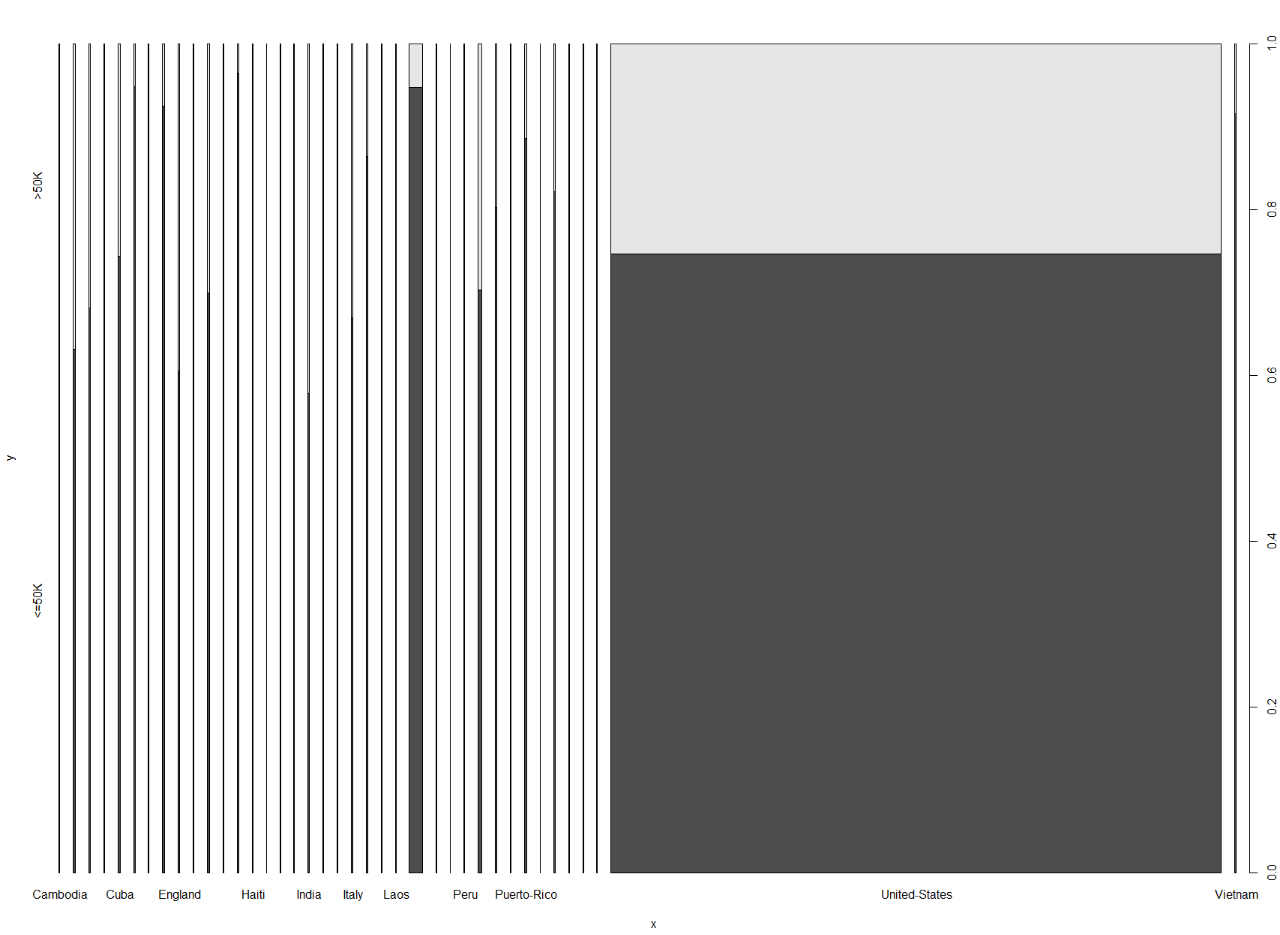 >50K
<=50K
y
1.0
0.8
0.6
0.4
0.2
0.0
Cambodia Cuba England Haiti India Italy Laos Peru Puerto-Rico United-States Vietnam
x